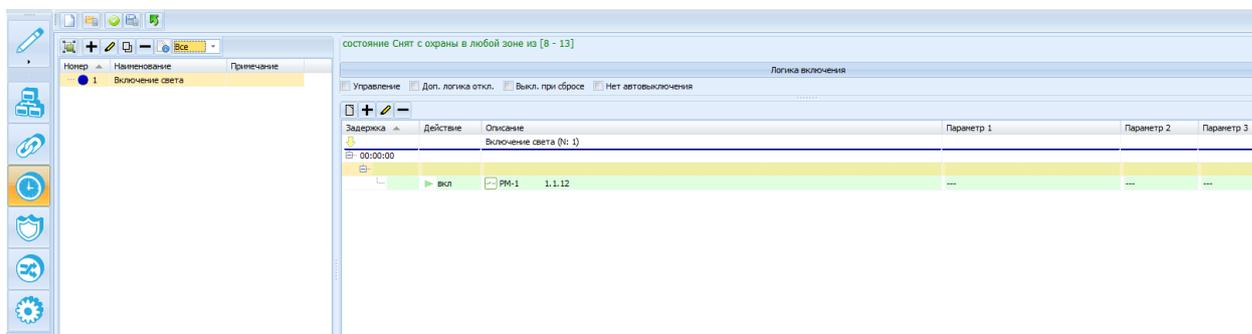 Все
состояние Снят с охраны в любой зоне из [8 - 13]
Номер Наименование Примечание
1 Включение света
Логика включения
Управление Доп. логика откл. Выкл. при сбросе Нет автовыключения
Задержка Действие Описание Параметр 1 Параметр 2 Параметр 3
Включение света (N: 1)
00:00:00
вкл РМ-1 1.1.12 --- --- ---